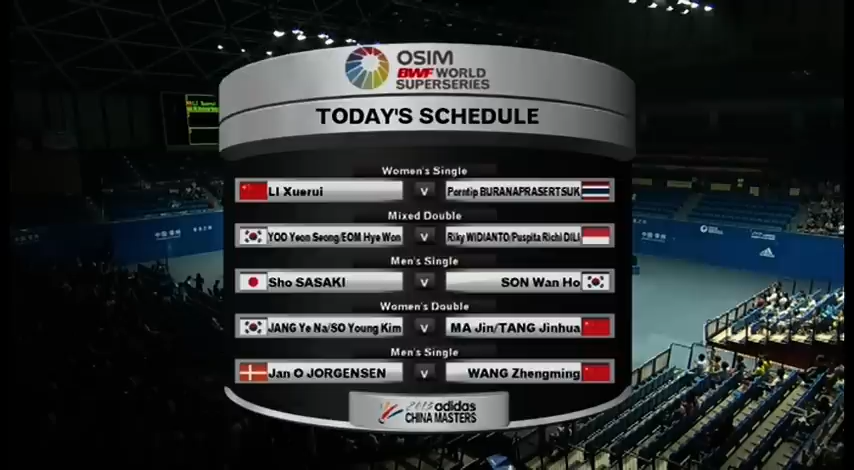 OSIM
BWF WORLD
SUPERSERIES
TODAY'S SCHEDULE
Women's Single
LI Xuerui v Porntip BURANAPRASERTSUK
Mixed Double
YOO Yeon Seong/EOM Hye Won v Riky WIDIANTO/Puspita Richi DILI
Men's Single
Sho SASAKI v SON Wan Ho
Women's Double
JANG Ye Na/SO Young Kim v MA Jin/TANG Jinhua
Men's Single
Jan O JORGENSEN v WANG Zhengming
2013 adidas
CHINA MASTERS